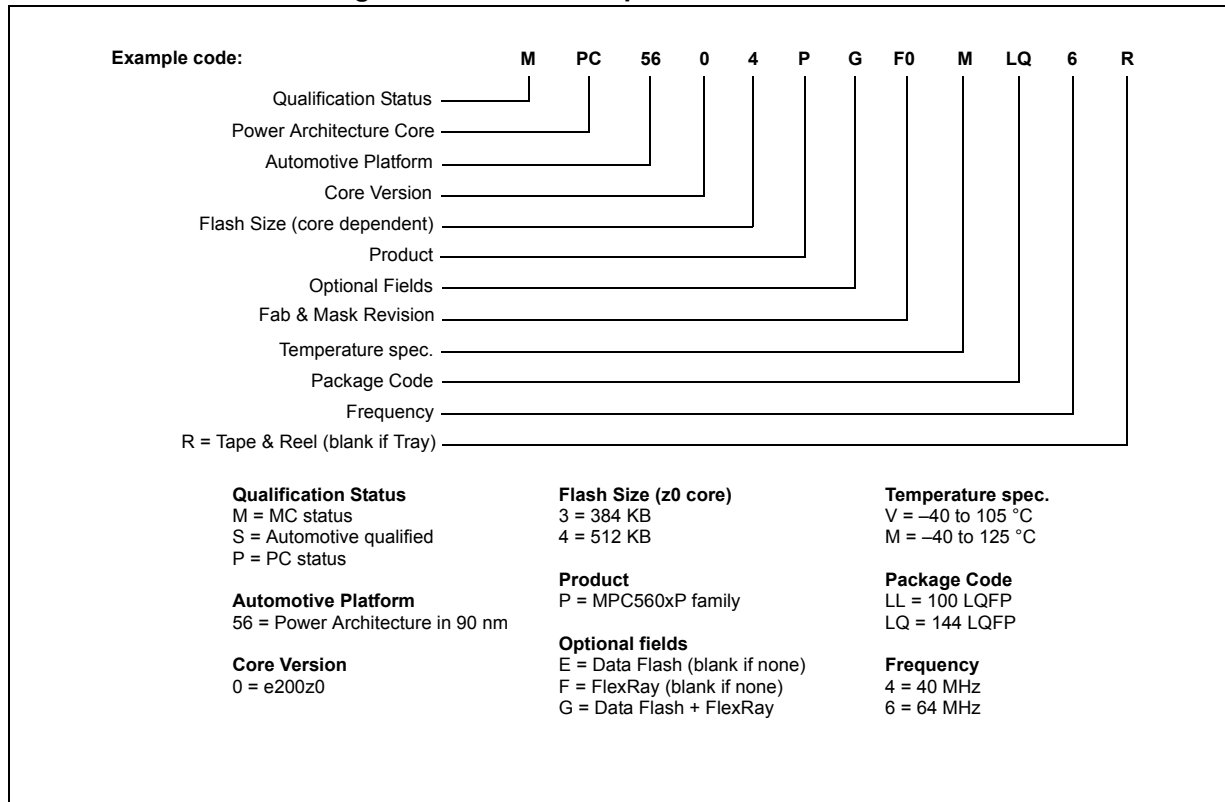 Example code: M PC 56 0 4 P G F0 M LQ 6 R
Qualification Status
Power Architecture Core
Automotive Platform
Core Version
Flash Size (core dependent)
Product
Optional Fields
Fab & Mask Revision
Temperature spec.
Package Code
Frequency
R = Tape & Reel (blank if Tray)
Qualification Status
M = MC status
S = Automotive qualified
P = PC status
Automotive Platform
56 = Power Architecture in 90 nm
Core Version
0 = e200z0
Flash Size (z0 core)
3 = 384 KB
4 = 512 KB
Product
P = MPC560xP family
Optional fields
E = Data Flash (blank if none)
F = FlexRay (blank if none)
G = Data Flash + FlexRay
Temperature spec.
V = –40 to 105 °C
M = –40 to 125 °C
Package Code
LL = 100 LQFP
LQ = 144 LQFP
Frequency
4 = 40 MHz
6 = 64 MHz